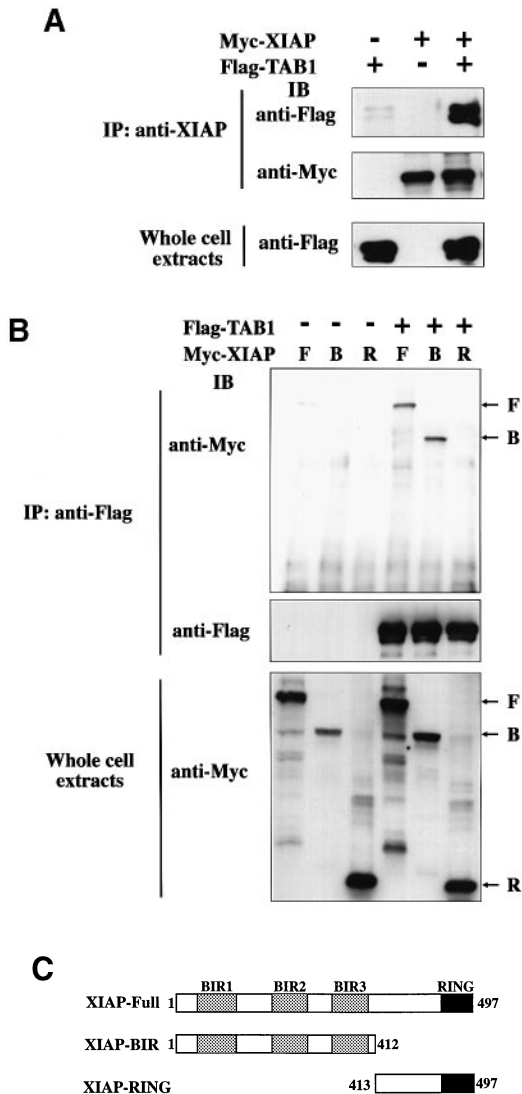 A
Myc-XIAP - + +
Flag-TAB1 + - +
IB
IP: anti-XIAP
anti-Flag
anti-Myc
Whole cell extracts
anti-Flag
B
Flag-TAB1 - - - + + +
Myc-XIAP F B R F B R
IB
F
anti-Myc
B
IP: anti-Flag
anti-Flag
F
B
Whole cell extracts
anti-Myc
R
C
BIR1 BIR2 BIR3 RING
XIAP-Full 1 497
XIAP-BIR 1 412
XIAP-RING 413 497